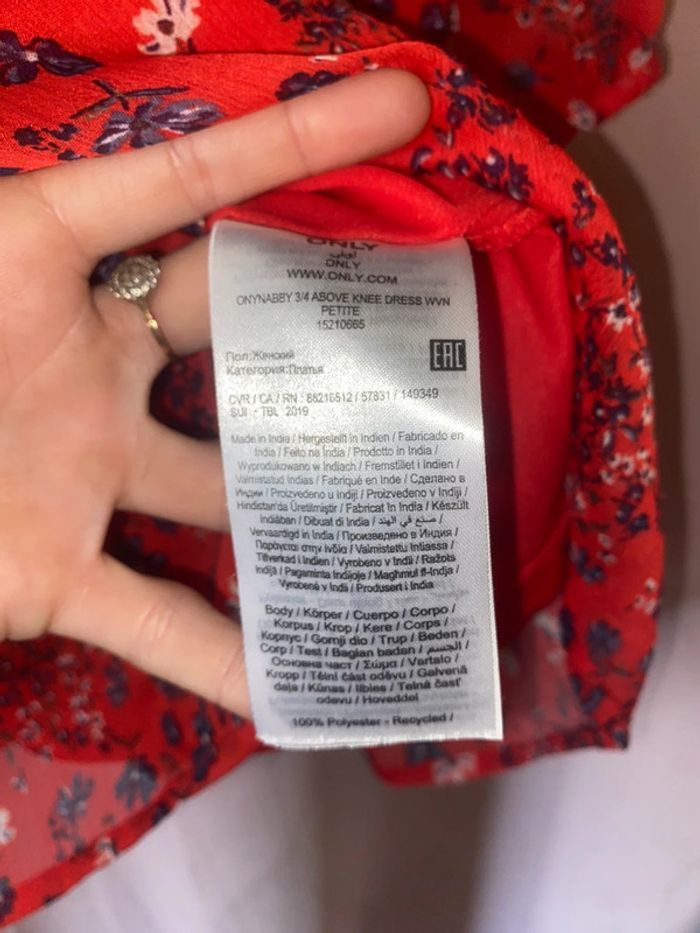 ONLY
أونلي
ONLY
WWW.ONLY.COM
ONYNABBY 3/4 ABOVE KNEE DRESS WVN
PETITE
15210665
EAC
Пол:Женский
Категория:Платья
CVR / CA / RN : 88216512 / 57831 / 149349
SUI - TBL 2019
Made in India / Hergestellt in Indien / Fabricado en
India / Feito na Índia / Prodotto in India /
Wyprodukowano w Indiach / Fremstillet i Indien /
Valmistatud Indias / Fabriqué en Inde / Сделано в
Индии / Proizvedeno u indiji / Proizvedeno v Indiji /
Hindistan'da Üretilmiştir / Fabricat în India / Készült
Indiában / Dibuat di India / صنع في الهند /
Vervaardigd in India / Произведено в Индия /
Παράγεται στην Ινδία / Valmistettu Intiassa /
Tillverkad i Indien / Vyrobeno v Indii / Ražots
Indijā / Pagaminta Indijoje / Magħmul fl-Indja /
Vyrobené v Indii / Produsert i India
Body / Körper / Cuerpo / Corpo /
Korpus / Krop / Kere / Corps /
Корпус / Gornji dio / Trup / Beden /
Corp / Test / Bagian badan / الجسم /
Основна част / Σώμα / Vartalo /
Kropp / Tělní část oděvu / Galvenā
daļa / Kūnas / Ibies / Telná časť
odevu / Hoveddel
100% Polyester - Recycled /